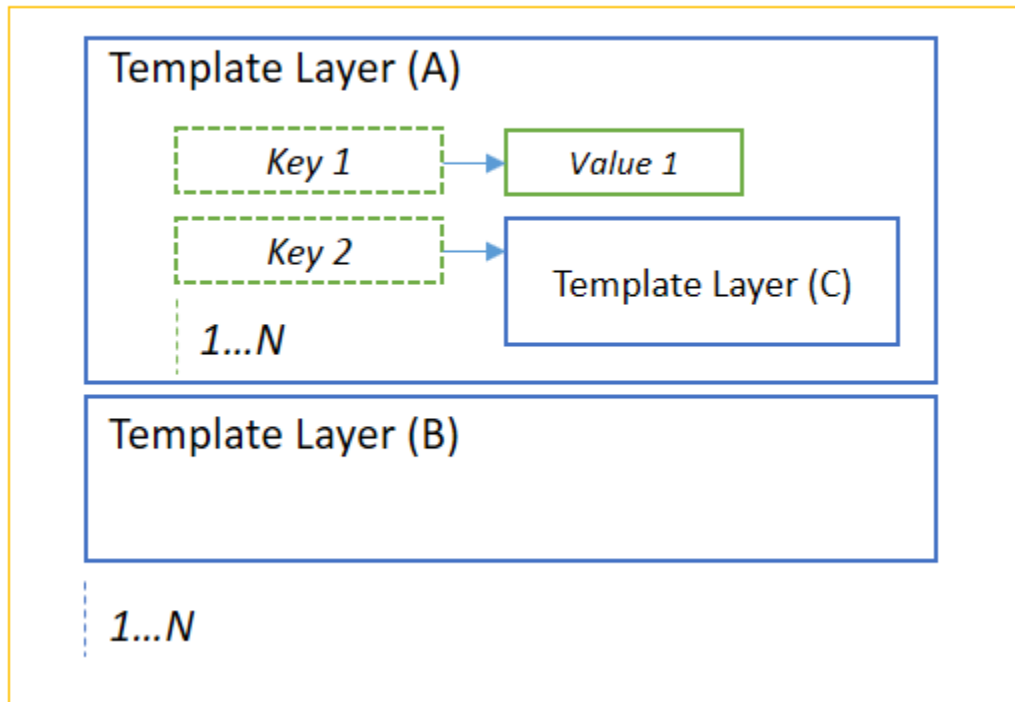 Template Layer (A)
Key 1
Value 1
Key 2
Template Layer (C)
1...N
Template Layer (B)
1...N